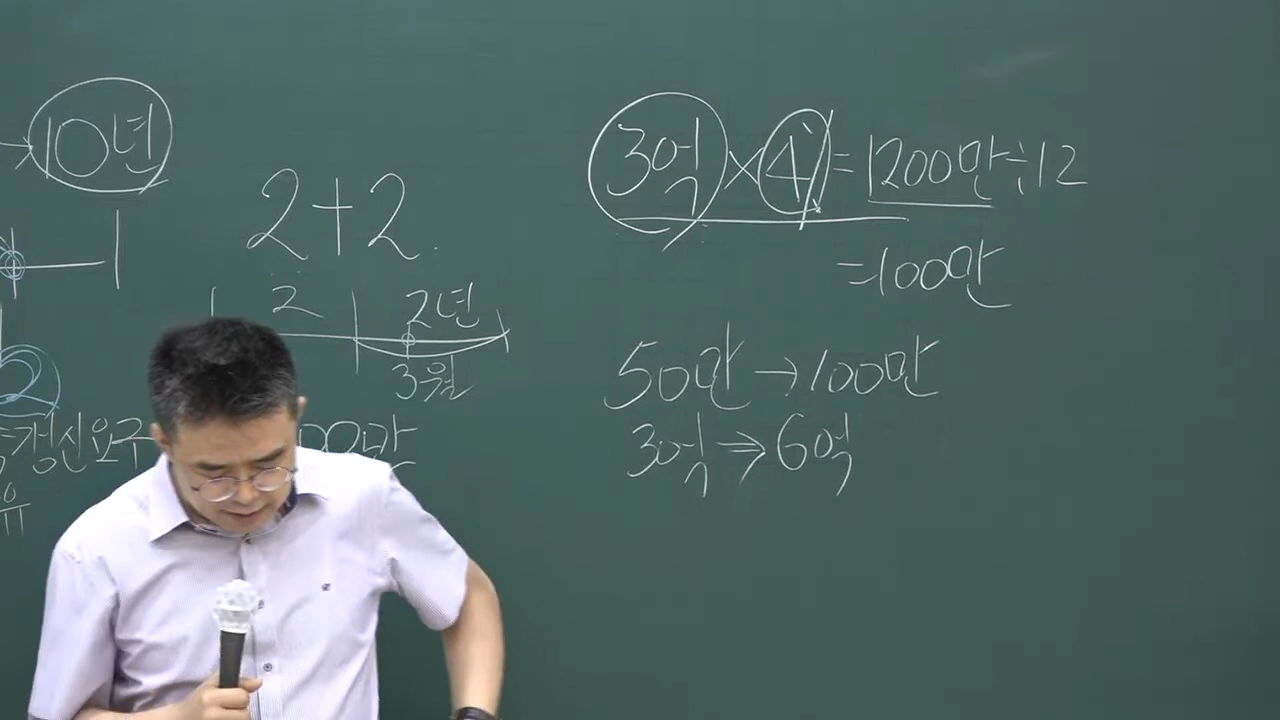 → 10년
2+2
2 2년
3월
2
갱신요구
00만
3억 × 4% = 1200만 ÷ 12
= 100만
50만 → 100만
3억 ⇒ 6억